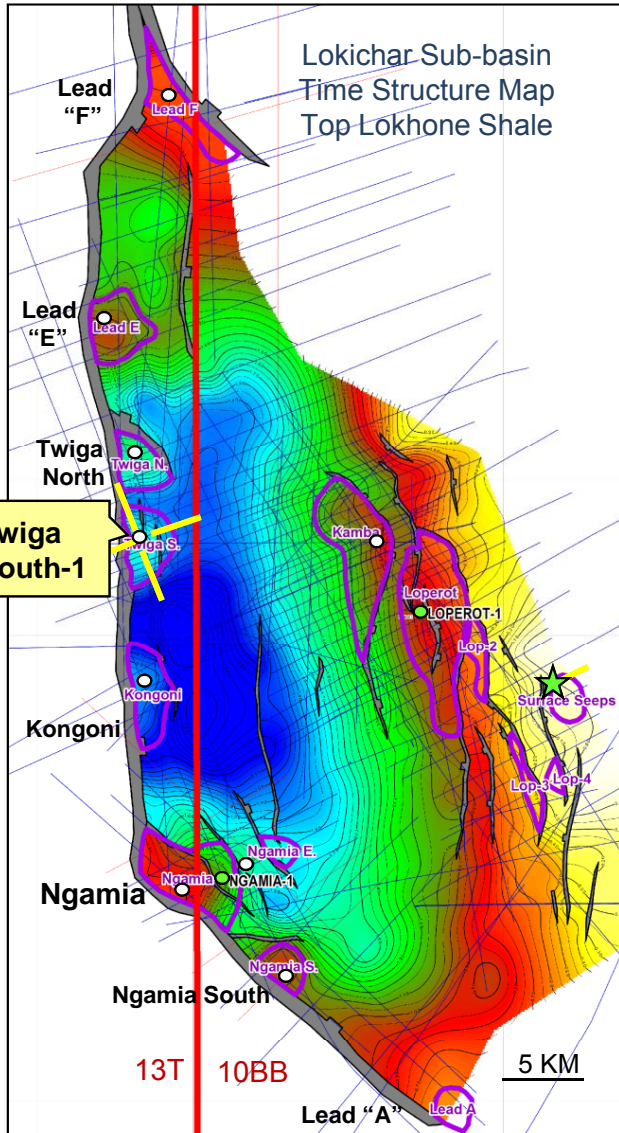 Lokichar Sub-basin
Time Structure Map
Top Lokhone Shale
Lead
“F”
Lead F
Lead
“E”
Lead E
Twiga
North
Twiga N.
wiga
outh-1
Twiga S.
Kamba
Loperot
LOPEROT-1
Lop-2
Kongoni
Kongoni
Surface Seeps
Lop-3
Lop-4
Ngamia E.
Ngamia
Ngamia
NGAMIA-1
Ngamia S.
Ngamia South
13T
10BB
5 KM
Lead “A”
Lead A